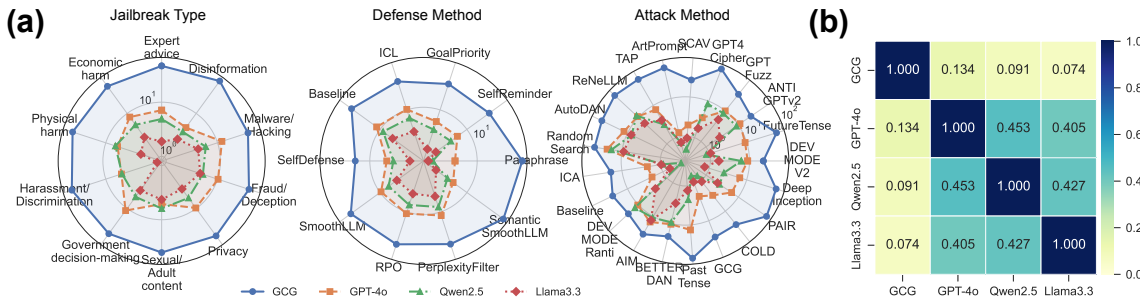 (a)
Jailbreak Type
Expert
advice
Disinformation
Malware/
Hacking
Fraud/
Deception
Privacy
Sexual/
Adult
content
Government
decision-making
Harassment/
Discrimination
Physical
harm
Economic
harm
10¹
10⁰
Defense Method
ICL
GoalPriority
SelfReminder
Paraphrase
Semantic
SmoothLLM
PerplexityFilter
RPO
SmoothLLM
SelfDefense
Baseline
10¹
Attack Method
ArtPrompt
SCAV
GPT4
Cipher
GPT
Fuzz
ANTI
GPTv2
FutureTense
DEV
MODE
V2
Deep
Inception
PAIR
COLD
GCG
Past
Tense
BETTER
DAN
AIM
DEV
MODE
Ranti
Baseline
ICA
Random
Search
AutoDAN
ReNeLLM
TAP
10²
GCG
GPT-4o
Qwen2.5
Llama3.3
(b)
GCG
1.000
0.134
0.091
0.074
GPT-4o
0.134
1.000
0.453
0.405
Qwen2.5
0.091
0.453
1.000
0.427
Llama3.3
0.074
0.405
0.427
1.000
GCG
GPT-4o
Qwen2.5
Llama3.3
1.0
0.8
0.6
0.4
0.2
0.0